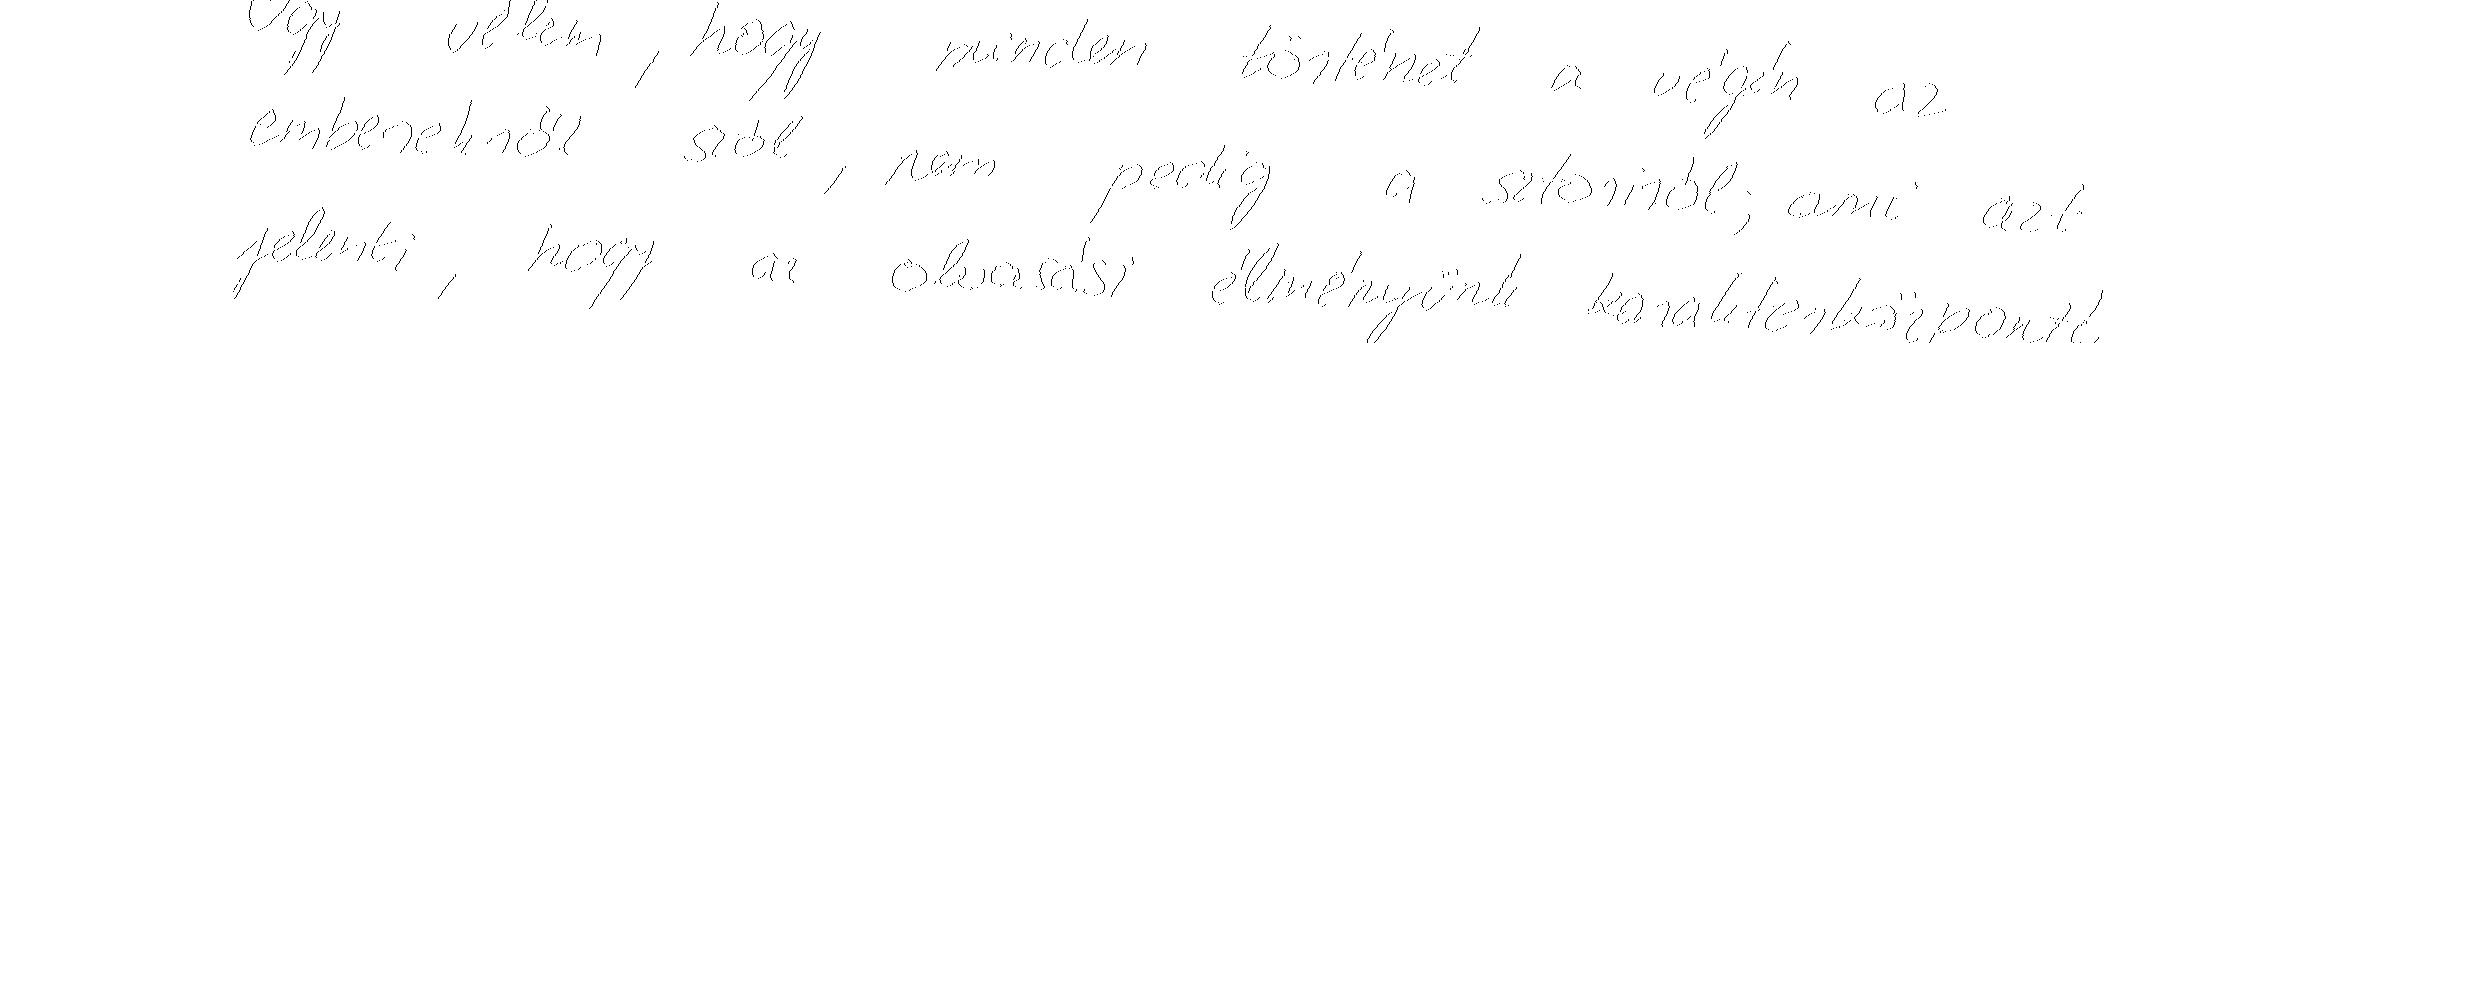 Úgy vélem, hogy minden történet a végén az
emberekről szól, nem pedig a sztoriról; ami azt
jelenti, hogy az olvasási élményünk karakterközpontú